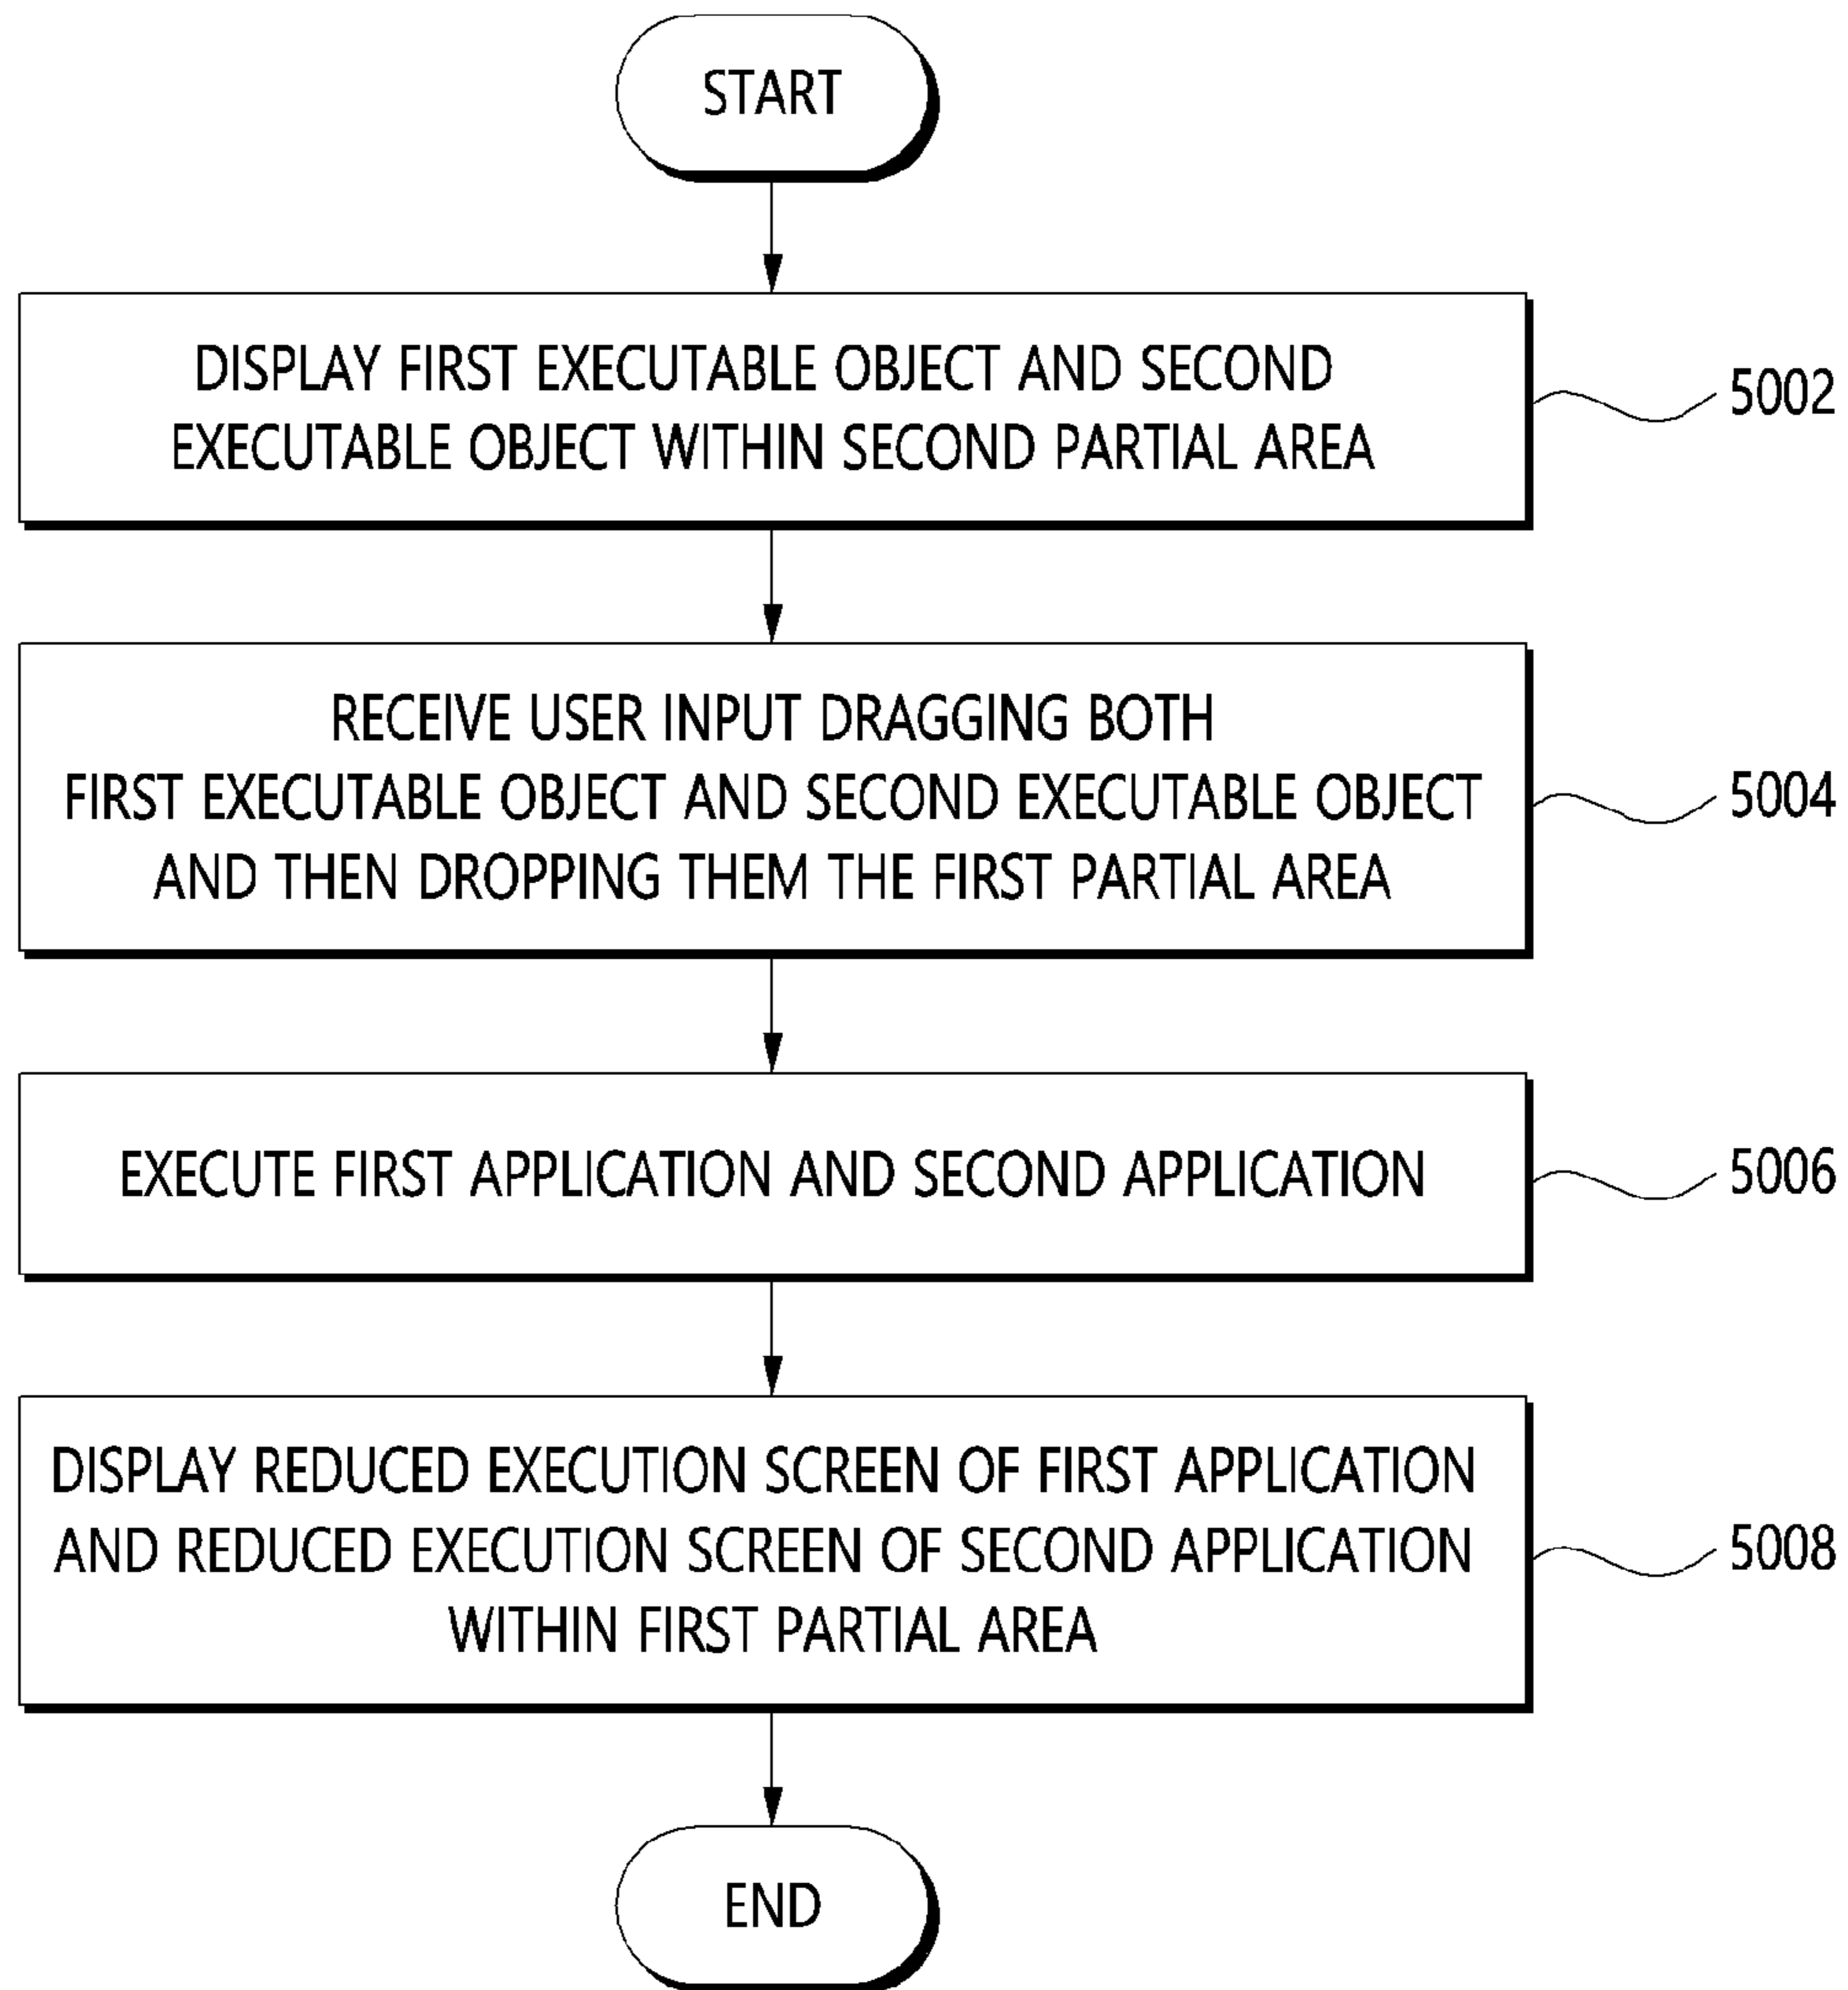 START
DISPLAY FIRST EXECUTABLE OBJECT AND SECOND
EXECUTABLE OBJECT WITHIN SECOND PARTIAL AREA
5002
RECEIVE USER INPUT DRAGGING BOTH
FIRST EXECUTABLE OBJECT AND SECOND EXECUTABLE OBJECT
AND THEN DROPPING THEM THE FIRST PARTIAL AREA
5004
EXECUTE FIRST APPLICATION AND SECOND APPLICATION
5006
DISPLAY REDUCED EXECUTION SCREEN OF FIRST APPLICATION
AND REDUCED EXECUTION SCREEN OF SECOND APPLICATION
WITHIN FIRST PARTIAL AREA
5008
END